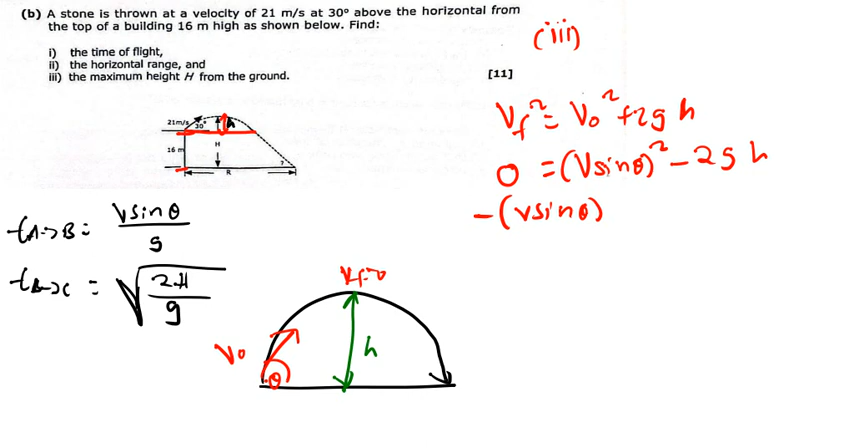 (b) A stone is thrown at a velocity of 21 m/s at 30° above the horizontal from
the top of a building 16 m high as shown below. Find:
i) the time of flight,
ii) the horizontal range, and
iii) the maximum height H from the ground.
[11]
(iii)
Vf² = Vo² + 2gh
0 = (Vsinθ)² - 2gh
-(vsinθ)
21m/s
30°
h
16 m
H
R
?
tA->B = Vsinθ/g
tB->C = √(2H/g)
Vf=0
Vo
θ
h